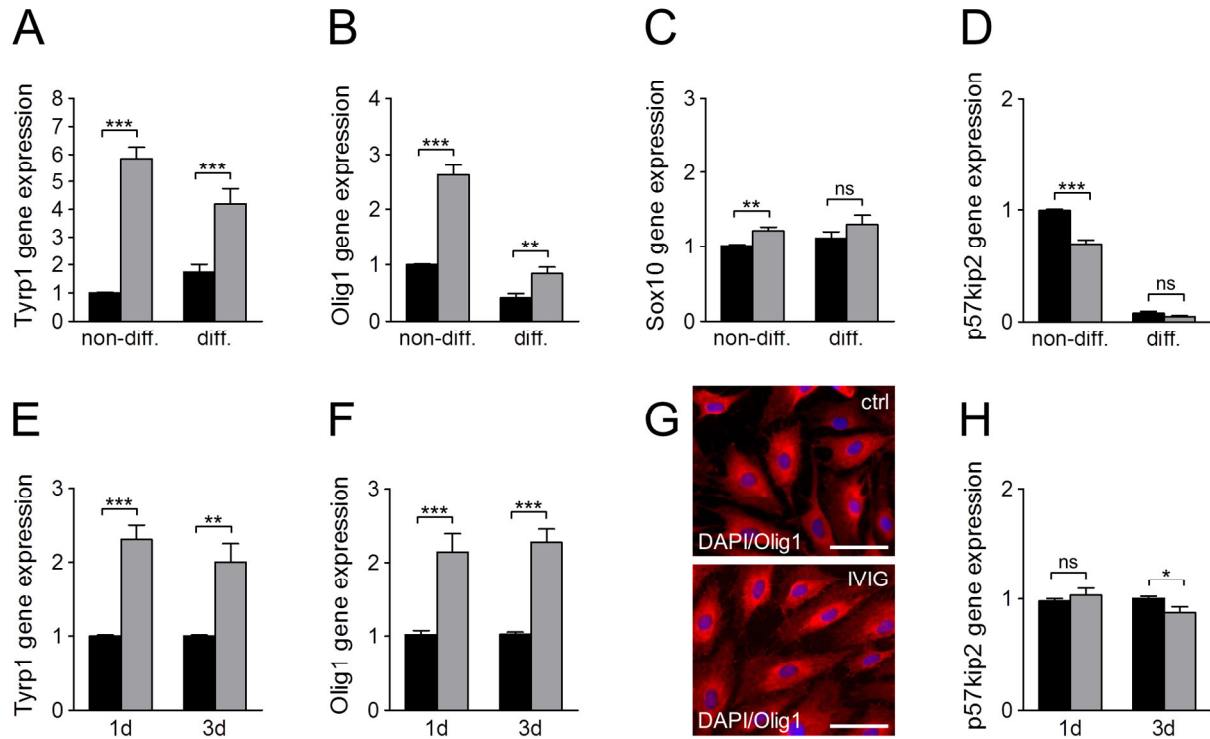 A
Tyrp1 gene expression
8
7
6
5
4
3
2
1
0
***
***
non-diff.
diff.
B
Olig1 gene expression
4
3
2
1
0
***
**
non-diff.
diff.
C
Sox10 gene expression
3
2
1
0
**
ns
non-diff.
diff.
D
p57kip2 gene expression
2
1
0
***
ns
non-diff.
diff.
E
Tyrp1 gene expression
3
2
1
0
***
**
1d
3d
F
Olig1 gene expression
3
2
1
0
***
***
1d
3d
G
ctrl
DAPI/Olig1
IVIG
DAPI/Olig1
H
p57kip2 gene expression
2
1
0
ns
*
1d
3d